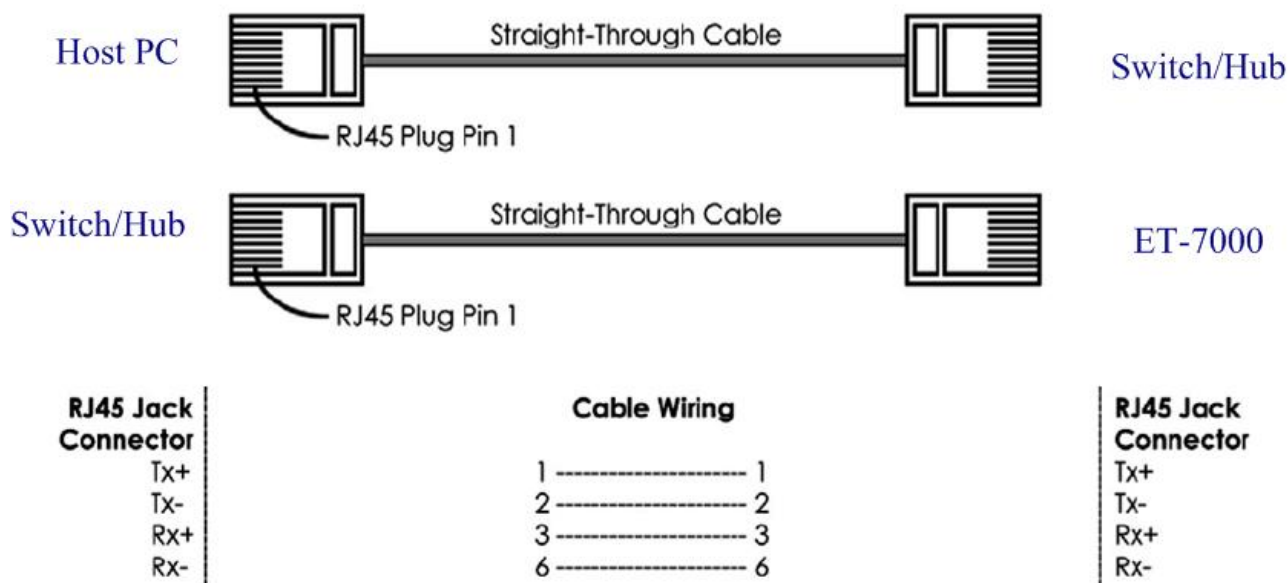 Host PC
Straight-Through Cable
Switch/Hub
RJ45 Plug Pin 1
Switch/Hub
Straight-Through Cable
ET-7000
RJ45 Plug Pin 1
RJ45 Jack Connector
Cable Wiring
RJ45 Jack Connector
Tx+ 1 ---------------------- 1 Tx+
Tx- 2 ---------------------- 2 Tx-
Rx+ 3 ---------------------- 3 Rx+
Rx- 6 ---------------------- 6 Rx-